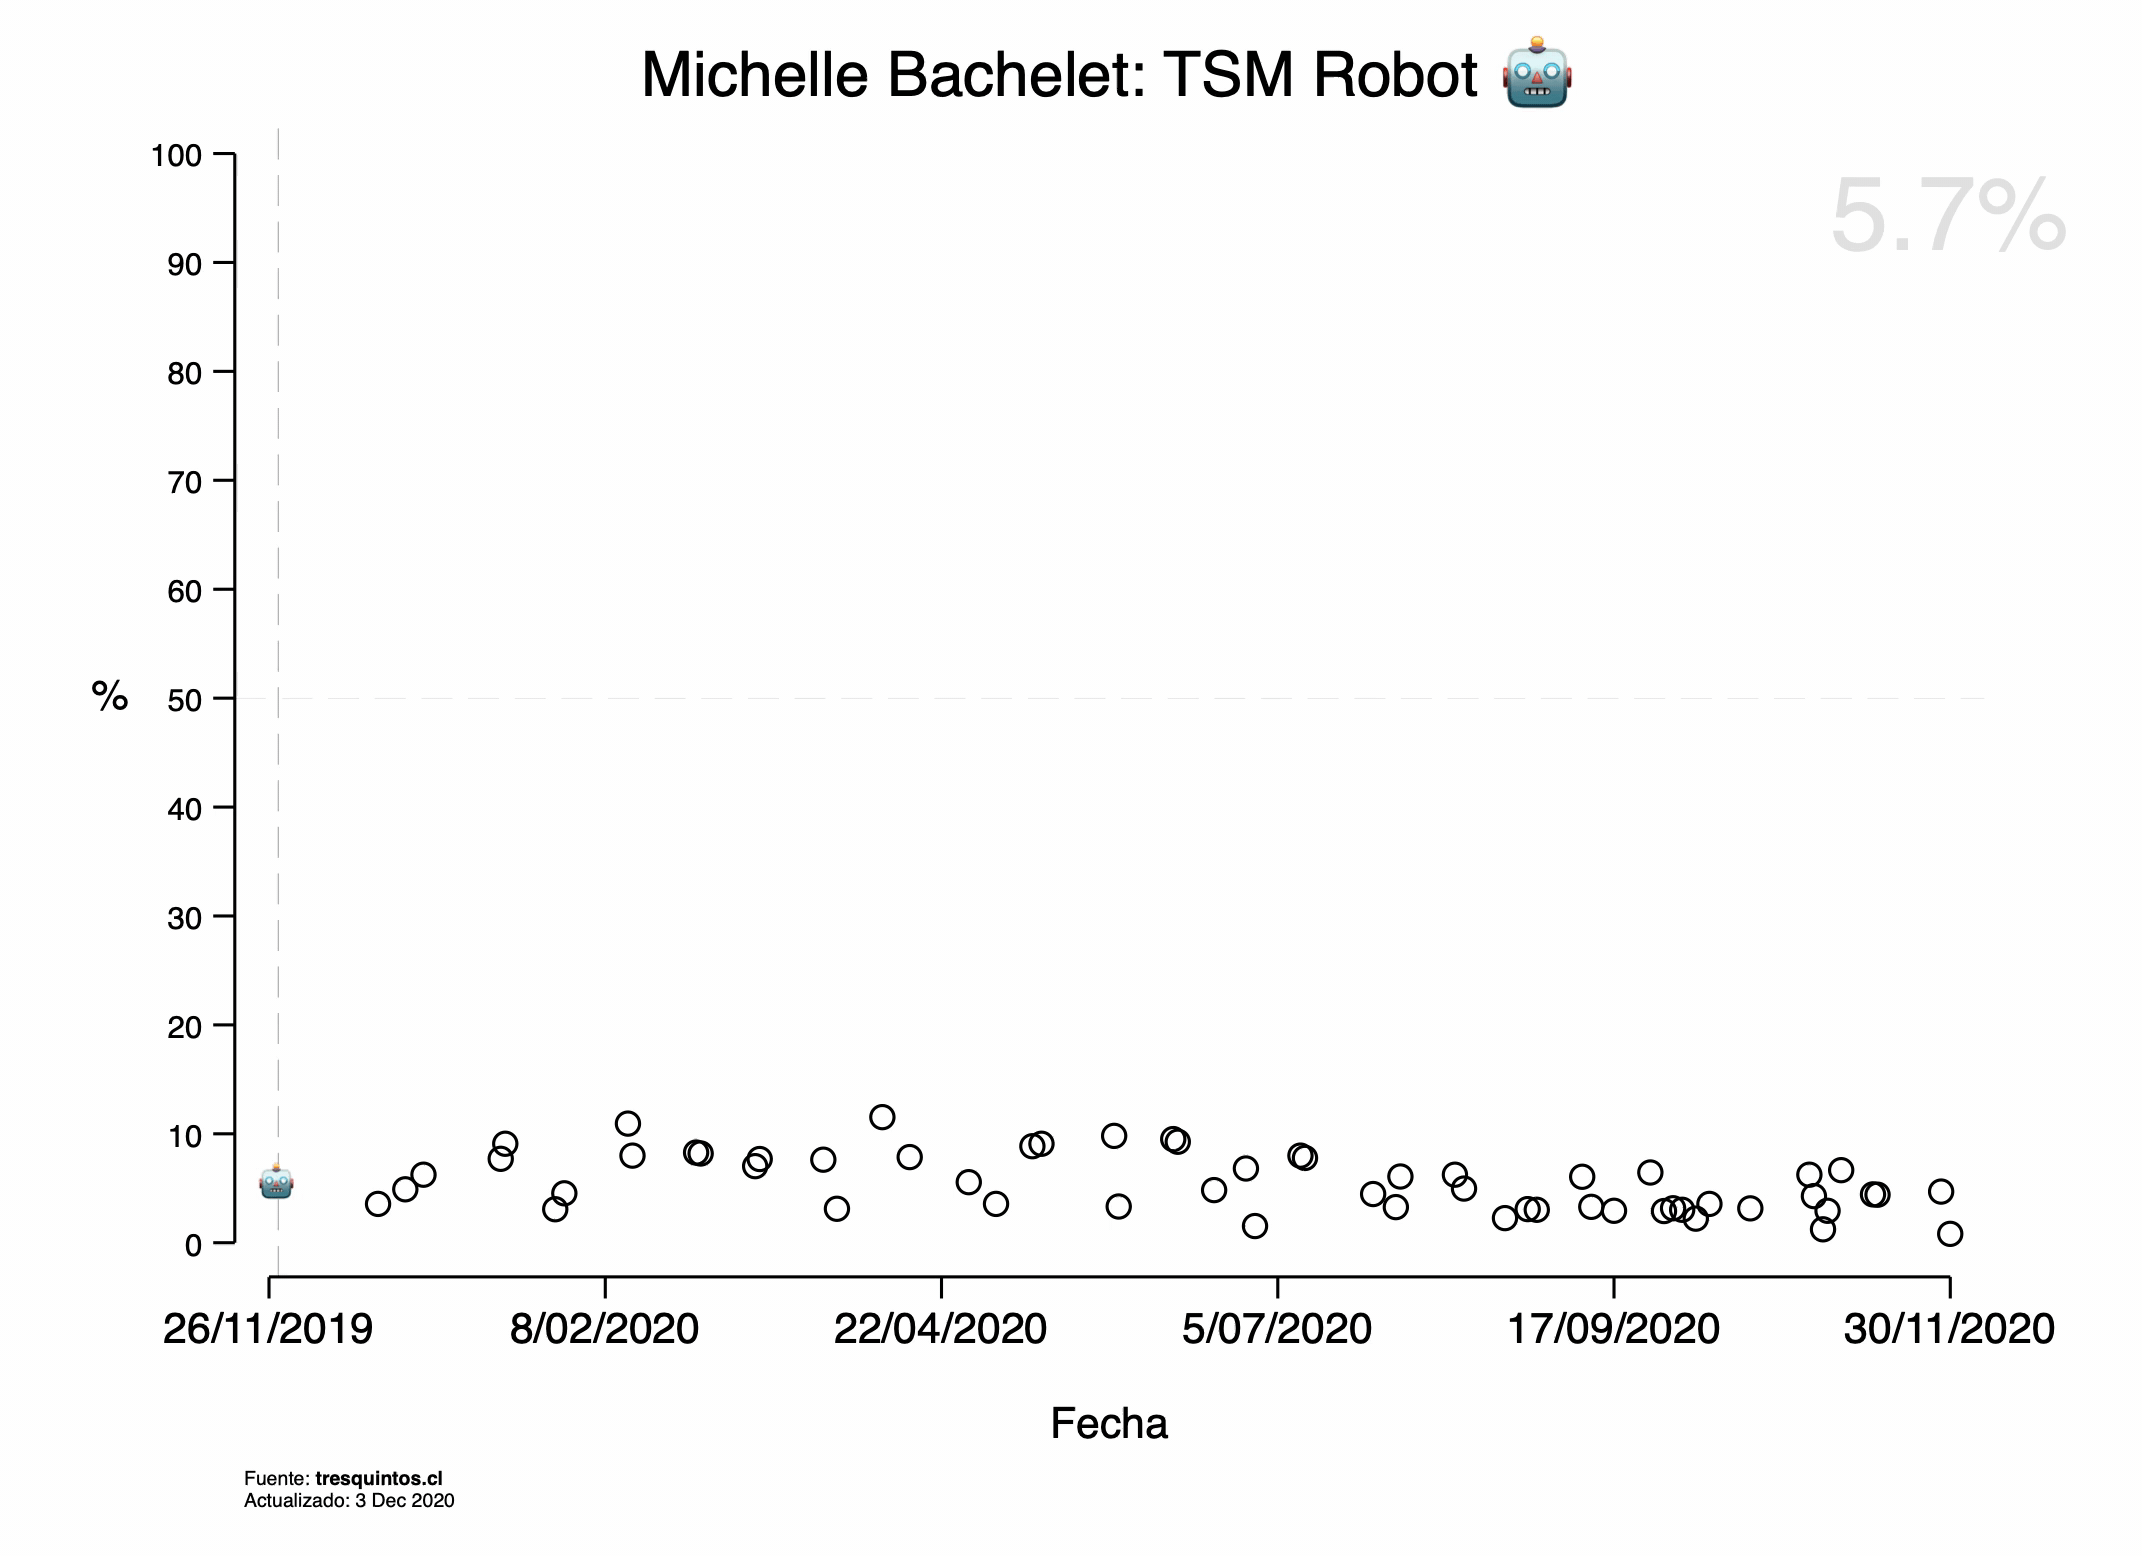 Michelle Bachelet: TSM Robot 🤖
5.7%
100
90
80
70
60
% 50
40
30
20
10
0
26/11/2019 8/02/2020 22/04/2020 5/07/2020 17/09/2020 30/11/2020
Fecha
Fuente: tresquintos.cl
Actualizado: 3 Dec 2020